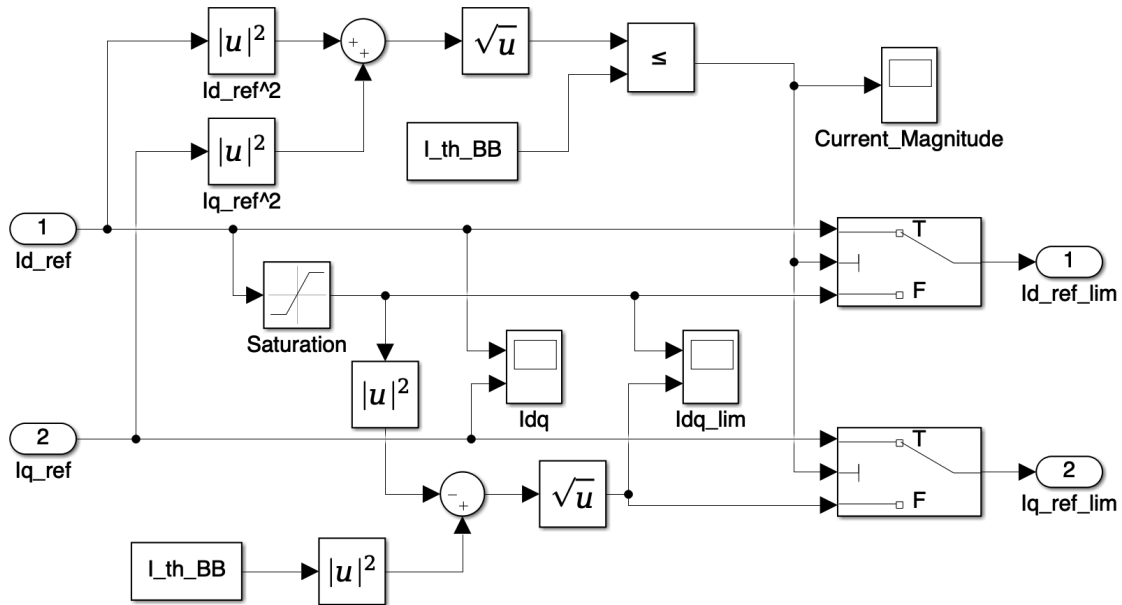 |u|²
+
+
√u
≤
Id_ref^2
I_th_BB
Current_Magnitude
|u|²
Iq_ref^2
1
Id_ref
T
F
1
Id_ref_lim
Saturation
|u|²
Idq
Idq_lim
2
Iq_ref
T
F
2
Iq_ref_lim
−
+
√u
I_th_BB
|u|²